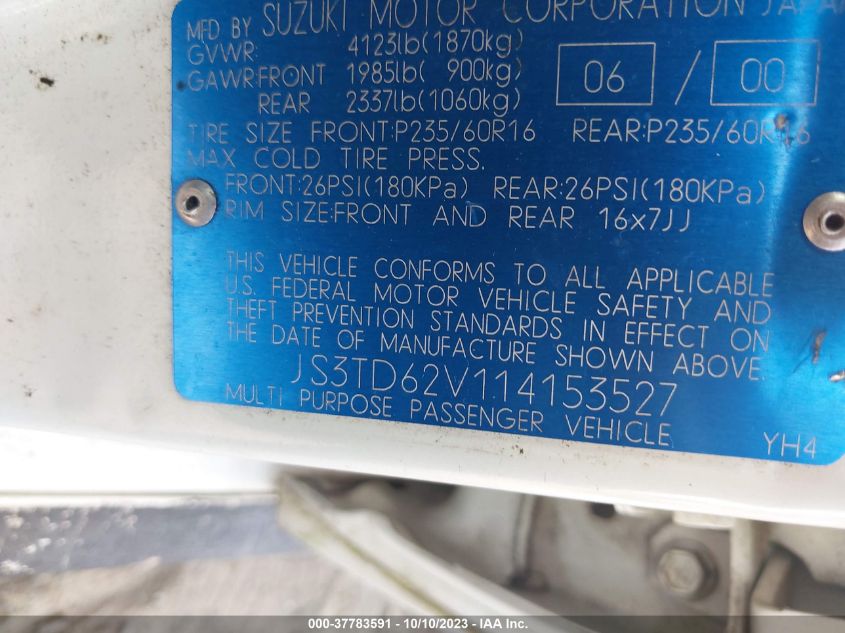 MFD BY SUZUKI MOTOR CORPORATION JAPAN
GVWR: 4123lb(1870kg)
GAWR:FRONT 1985lb( 900kg) 06 / 00
REAR 2337lb(1060kg)
TIRE SIZE FRONT:P235/60R16 REAR:P235/60R16
MAX COLD TIRE PRESS.
FRONT:26PSI(180KPa) REAR:26PSI(180KPa)
RIM SIZE:FRONT AND REAR 16x7JJ
THIS VEHICLE CONFORMS TO ALL APPLICABLE
U.S. FEDERAL MOTOR VEHICLE SAFETY AND
THEFT PREVENTION STANDARDS IN EFFECT ON
THE DATE OF MANUFACTURE SHOWN ABOVE.
JS3TD62V114153527
MULTI PURPOSE PASSENGER VEHICLE YH4
000-37783591 - 10/10/2023 - IAA Inc.